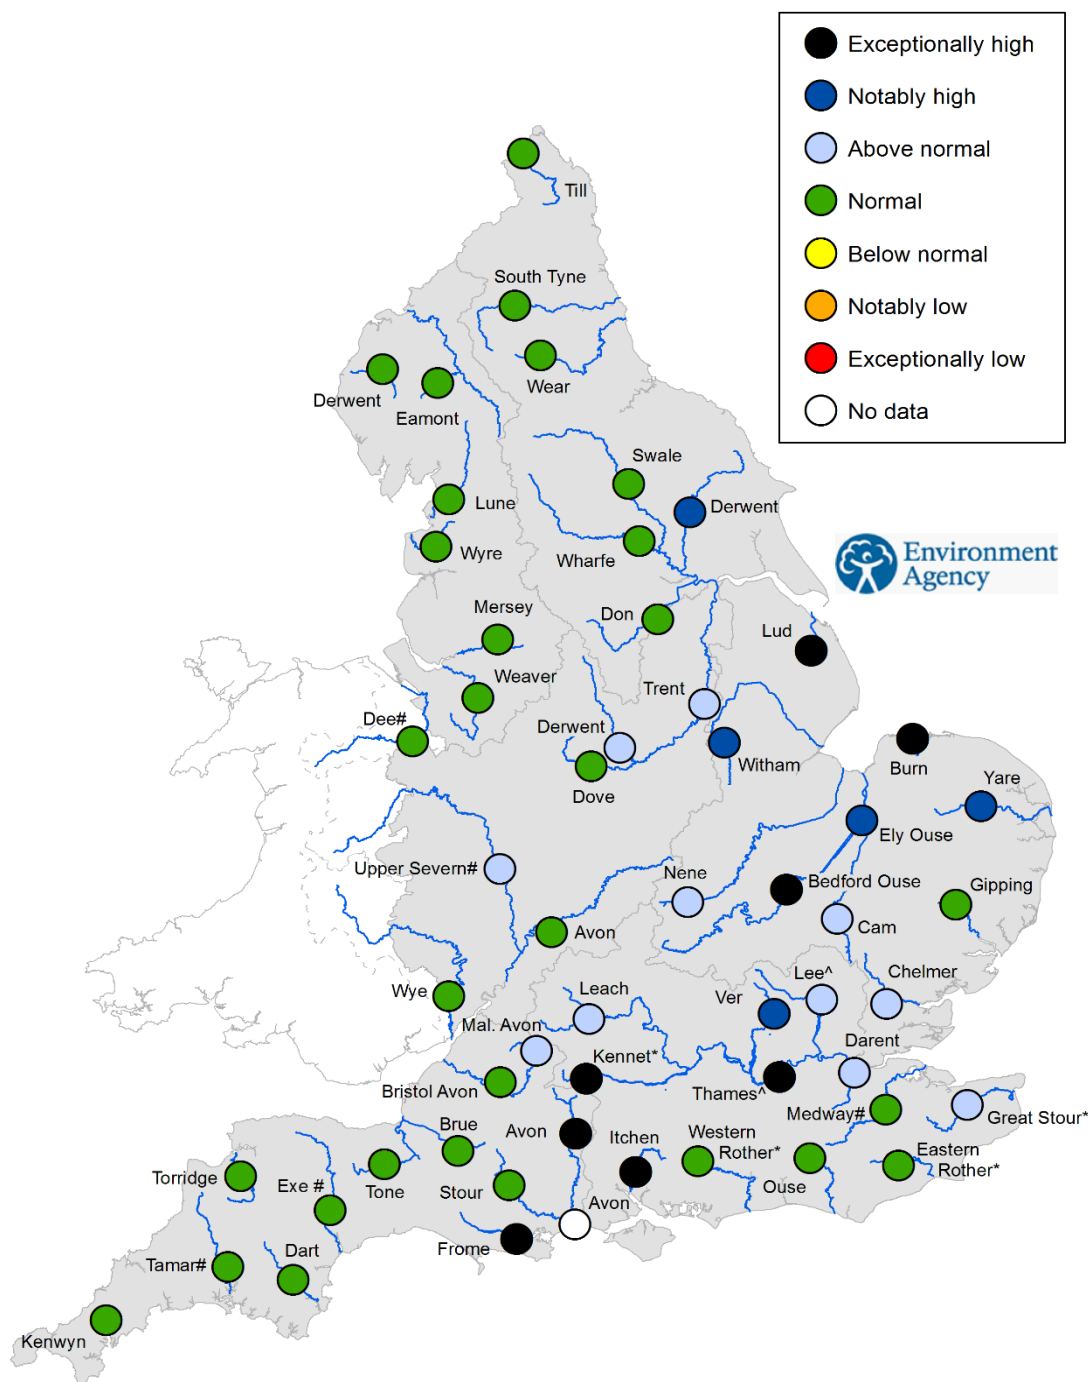 Exceptionally high
Notably high
Above normal
Normal
Below normal
Notably low
Exceptionally low
No data
Till
South Tyne
Wear
Derwent
Eamont
Swale
Lune
Derwent
Wyre
Wharfe
Environment
Agency
Mersey
Don
Lud
Weaver
Trent
Dee#
Derwent
Witham
Burn
Dove
Yare
Ely Ouse
Upper Severn#
Nene
Bedford Ouse
Gipping
Avon
Cam
Wye
Leach
Ver
Lee^
Chelmer
Mal. Avon
Kennet*
Darent
Bristol Avon
Thames^
Medway#
Great Stour*
Brue
Avon
Itchen
Western
Rother*
Eastern
Rother*
Torridge
Exe #
Tone
Stour
Avon
Ouse
Frome
Tamar#
Dart
Kenwyn